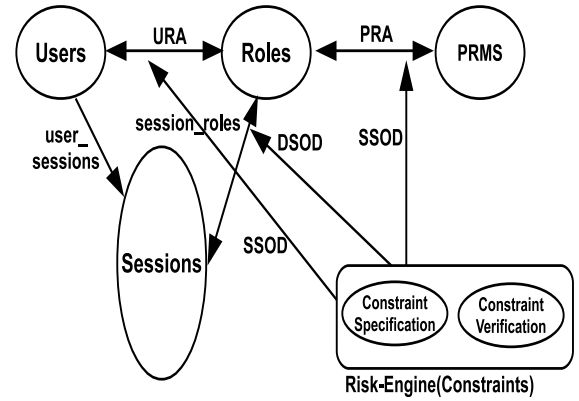 Users
URA
Roles
PRA
PRMS
user_
sessions
session_roles
DSOD
SSOD
Sessions
SSOD
Constraint
Specification
Constraint
Verification
Risk-Engine(Constraints)